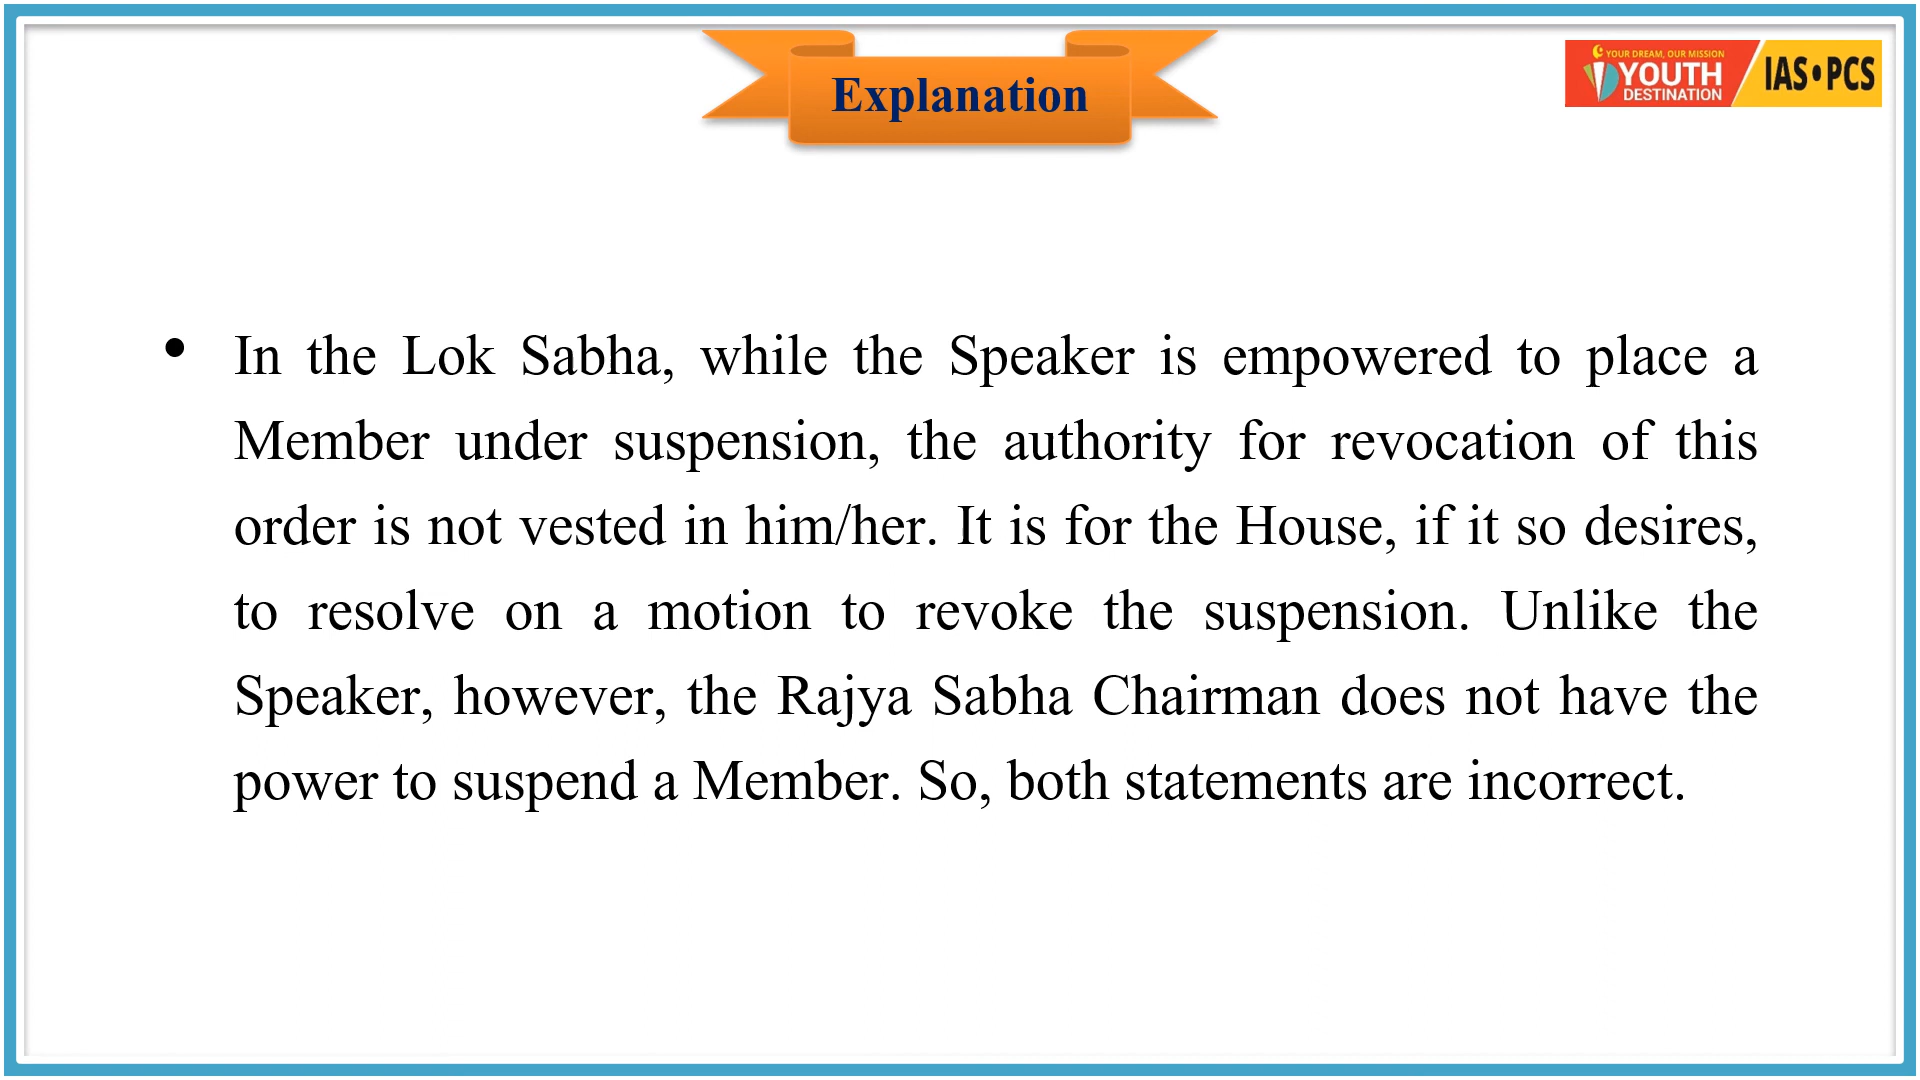 Explanation
YOUR DREAM, OUR MISSION
YOUTH
DESTINATION
IAS•PCS
• In the Lok Sabha, while the Speaker is empowered to place a
Member under suspension, the authority for revocation of this
order is not vested in him/her. It is for the House, if it so desires,
to resolve on a motion to revoke the suspension. Unlike the
Speaker, however, the Rajya Sabha Chairman does not have the
power to suspend a Member. So, both statements are incorrect.